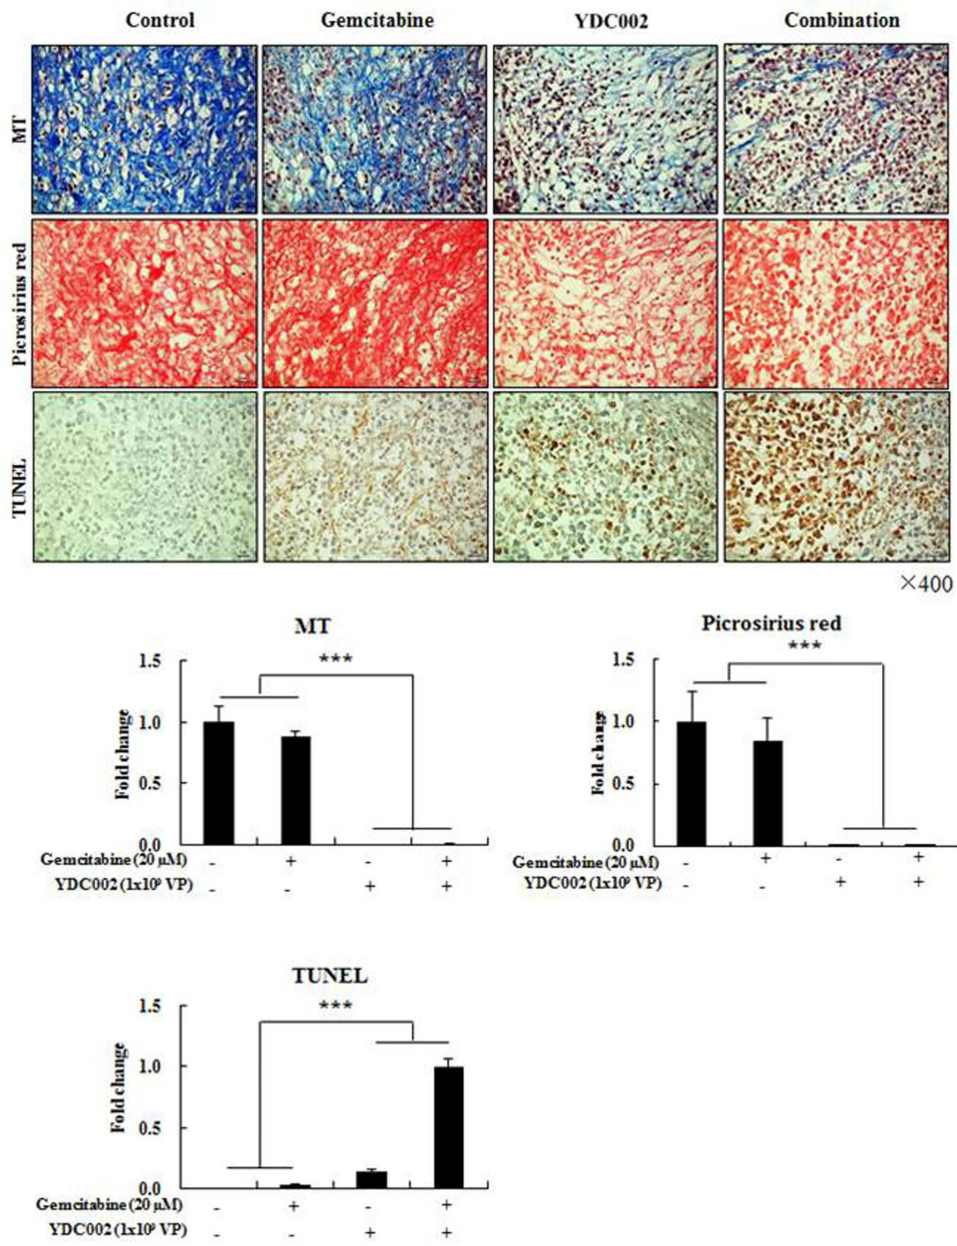 Control Gemcitabine YDC002 Combination
MT
Picrosirius red
TUNEL
×400
MT
***
1.5
1.0
0.5
0.0
Fold change
Gemcitabine (20 µM) - + - +
YDC002 (1x10⁹ VP) - - + +
Picrosirius red
***
1.5
1.0
0.5
0.0
Fold change
Gemcitabine (20 µM) - + - +
YDC002 (1x10⁹ VP) - - + +
TUNEL
***
1.5
1.0
0.5
0.0
Fold change
Gemcitabine (20 µM) - + - +
YDC002 (1x10⁹ VP) - - + +